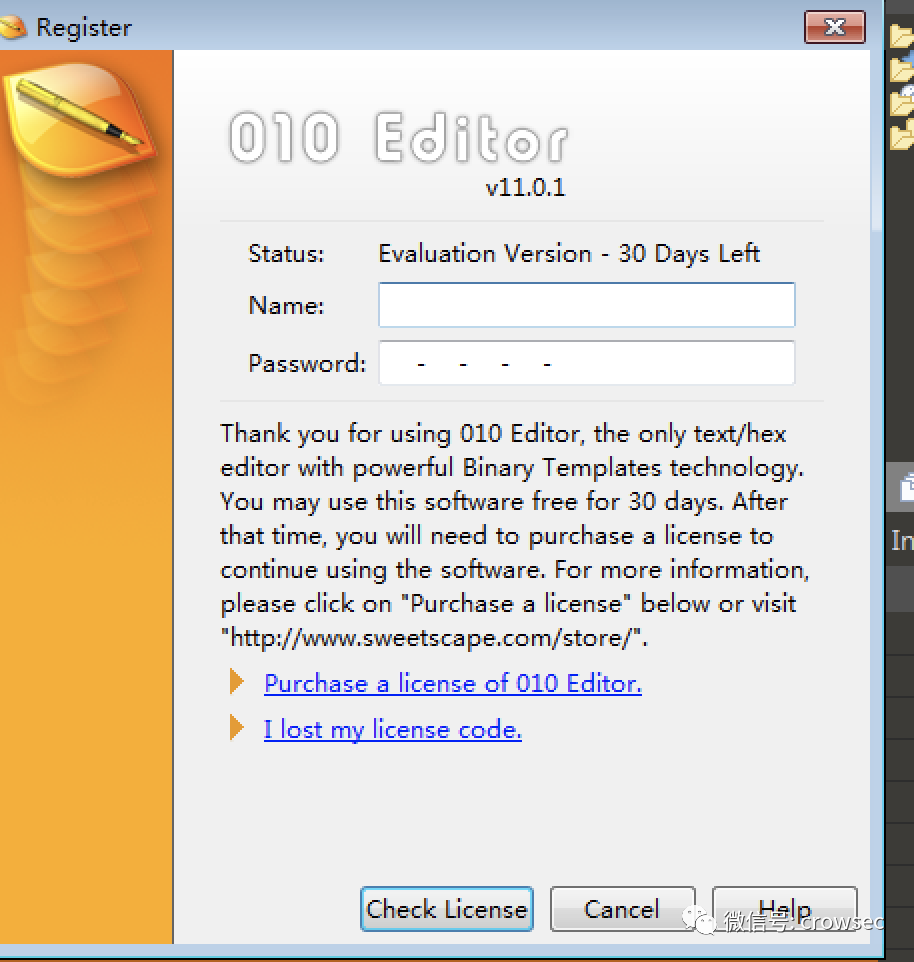 Register
010 Editor
v11.0.1
Status: Evaluation Version - 30 Days Left
Name:
Password: - - - -
Thank you for using 010 Editor, the only text/hex
editor with powerful Binary Templates technology.
You may use this software free for 30 days. After
that time, you will need to purchase a license to
continue using the software. For more information,
please click on "Purchase a license" below or visit
"http://www.sweetscape.com/store/".
Purchase a license of 010 Editor.
I lost my license code.
Check License Cancel Help
微信号: crowsec
In